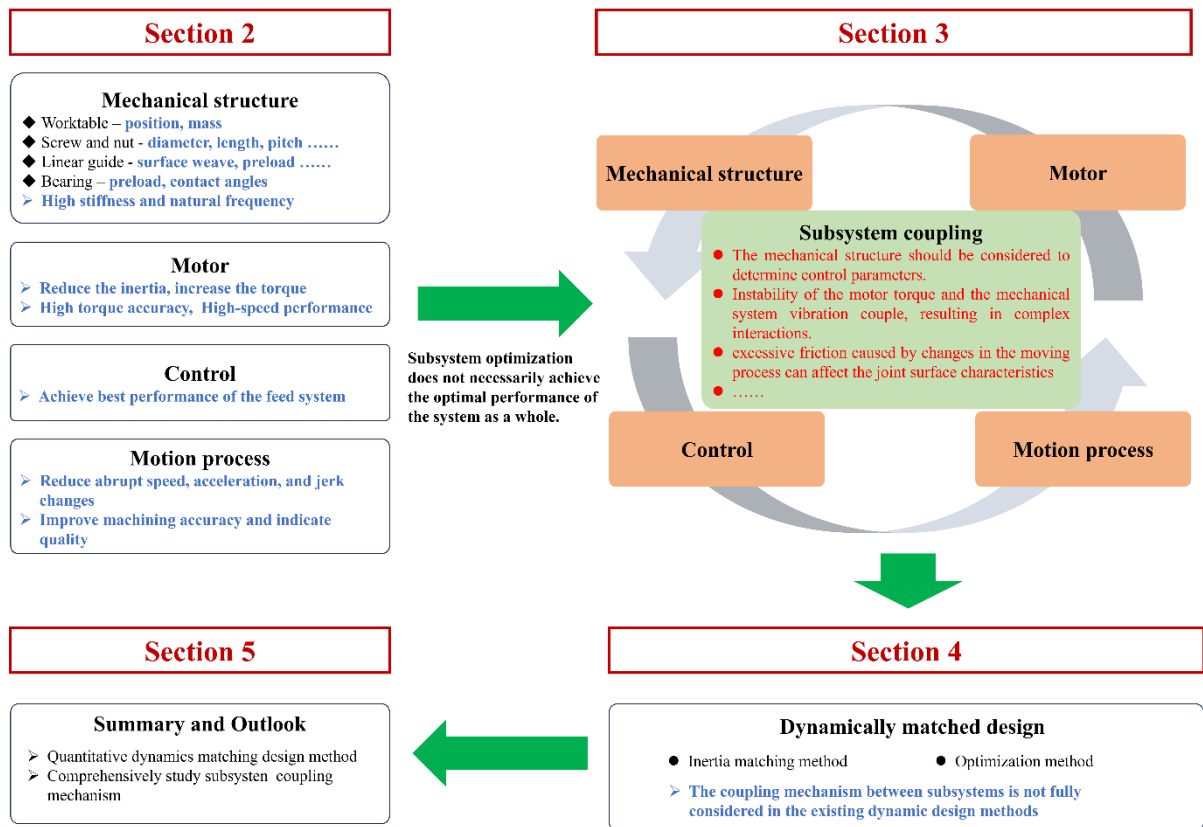 Section 2
Mechanical structure
◆ Worktable – position, mass
◆ Screw and nut - diameter, length, pitch ……
◆ Linear guide - surface weave, preload ……
◆ Bearing – preload, contact angles
➢ High stiffness and natural frequency
Motor
➢ Reduce the inertia, increase the torque
➢ High torque accuracy, High-speed performance
Control
➢ Achieve best performance of the feed system
Motion process
➢ Reduce abrupt speed, acceleration, and jerk
changes
➢ Improve machining accuracy and indicate
quality
Subsystem optimization
does not necessarily achieve
the optimal performance of
the system as a whole.
Section 3
Mechanical structure
Motor
Subsystem coupling
● The mechanical structure should be considered to
determine control parameters.
● Instability of the motor torque and the mechanical
system vibration couple, resulting in complex
interactions.
● excessive friction caused by changes in the moving
process can affect the joint surface characteristics
● ……
Control
Motion process
Section 4
Dynamically matched design
● Inertia matching method
● Optimization method
➢ The coupling mechanism between subsystems is not fully
considered in the existing dynamic design methods
Section 5
Summary and Outlook
➢ Quantitative dynamics matching design method
➢ Comprehensively study subsysten coupling
mechanism